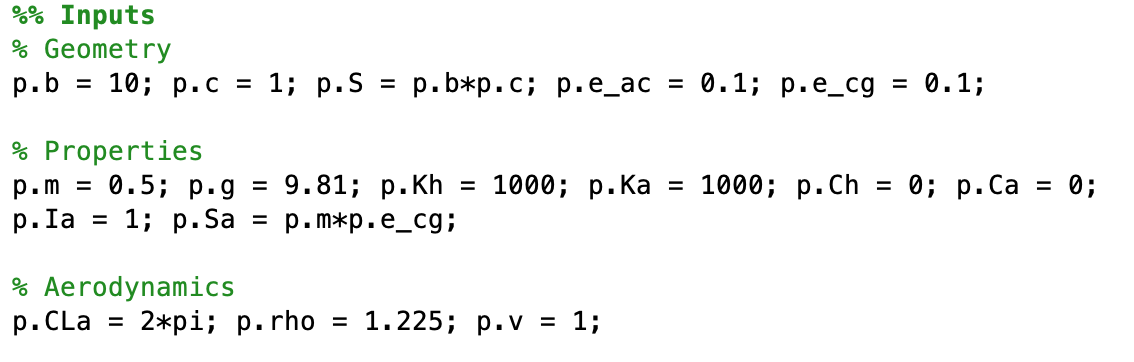 %% Inputs
% Geometry
p.b = 10; p.c = 1; p.S = p.b*p.c; p.e_ac = 0.1; p.e_cg = 0.1;
% Properties
p.m = 0.5; p.g = 9.81; p.Kh = 1000; p.Ka = 1000; p.Ch = 0; p.Ca = 0;
p.Ia = 1; p.Sa = p.m*p.e_cg;
% Aerodynamics
p.CLa = 2*pi; p.rho = 1.225; p.v = 1;